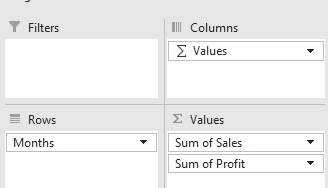 Filters
Columns
Σ Values
Rows
Σ Values
Months
Sum of Sales
Sum of Profit